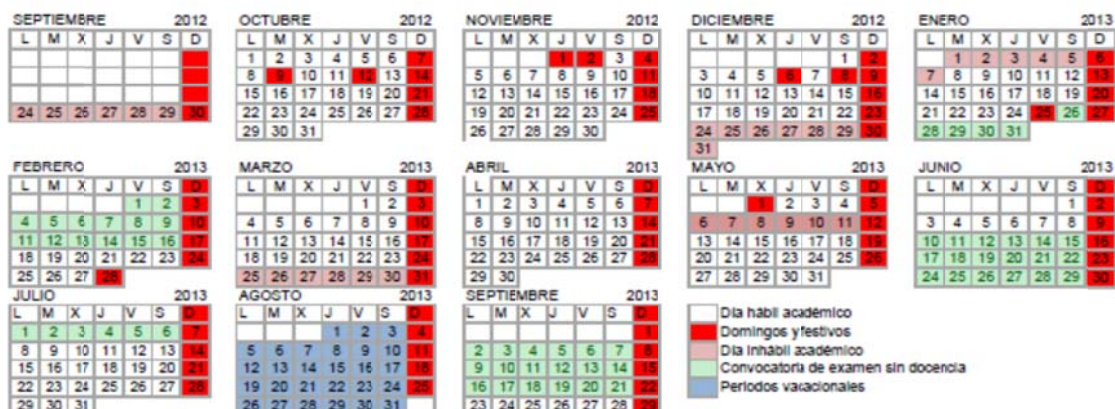 SEPTIEMBRE 2012 OCTUBRE 2012 NOVIEMBRE 2012 DICIEMBRE 2012 ENERO 2013
L M X J V S D L M X J V S D L M X J V S D L M X J V S D L M X J V S D
1 2 3 4 5 6 7 1 2 4 1 2 1 2 3 4 5 6
8 9 10 11 12 13 14 5 6 7 8 9 10 11 3 4 5 6 7 8 9 7 8 9 10 11 12 13
15 16 17 18 19 20 21 12 13 14 15 16 17 18 10 11 12 13 14 15 16 14 15 16 17 18 19 20
24 25 26 27 28 29 30 22 23 24 25 26 27 28 19 20 21 22 23 24 25 17 18 19 20 21 22 23 21 22 23 24 25 26 27
29 30 31 26 27 28 29 30 24 25 26 27 28 29 30 28 29 30 31
31
FEBRERO 2013 MARZO 2013 ABRIL 2013 MAYO 2013 JUNIO 2013
L M X J V S D L M X J V S D L M X J V S D L M X J V S D L M X J V S D
1 2 3 1 2 3 1 2 3 4 5 6 7 1 2 3 4 5 1 2
4 5 6 7 8 9 10 4 5 6 7 8 9 10 8 9 10 11 12 13 14 6 7 8 9 10 11 12 3 4 5 6 7 8 9
11 12 13 14 15 16 17 11 12 13 14 15 16 17 15 16 17 18 19 20 21 13 14 15 16 17 18 19 10 11 12 13 14 15 16
18 19 20 21 22 23 24 18 19 20 21 22 23 24 22 23 24 25 26 27 28 20 21 22 23 24 25 26 17 18 19 20 21 22 23
25 26 27 28 25 26 27 28 29 30 31 29 30 27 28 29 30 31 24 25 26 27 28 29 30
JULIO 2013 AGOSTO 2013 SEPTIEMBRE 2013
L M X J V S D L M X J V S D L M X J V S D
1 2 3 4 5 6 7 1 2 3 4 1
8 9 10 11 12 13 14 5 6 7 8 9 10 11 2 3 4 5 6 7 8
15 16 17 18 19 20 21 12 13 14 15 16 17 18 9 10 11 12 13 14 15
22 23 24 25 26 27 28 19 20 21 22 23 24 25 16 17 18 19 20 21 22
29 30 31 26 27 28 29 30 31 23 24 25 26 27 28 29
Día hábil académico
Domingos y festivos
Día inhábil académico
Convocatoria de examen sin docencia
Periodos vacacionales